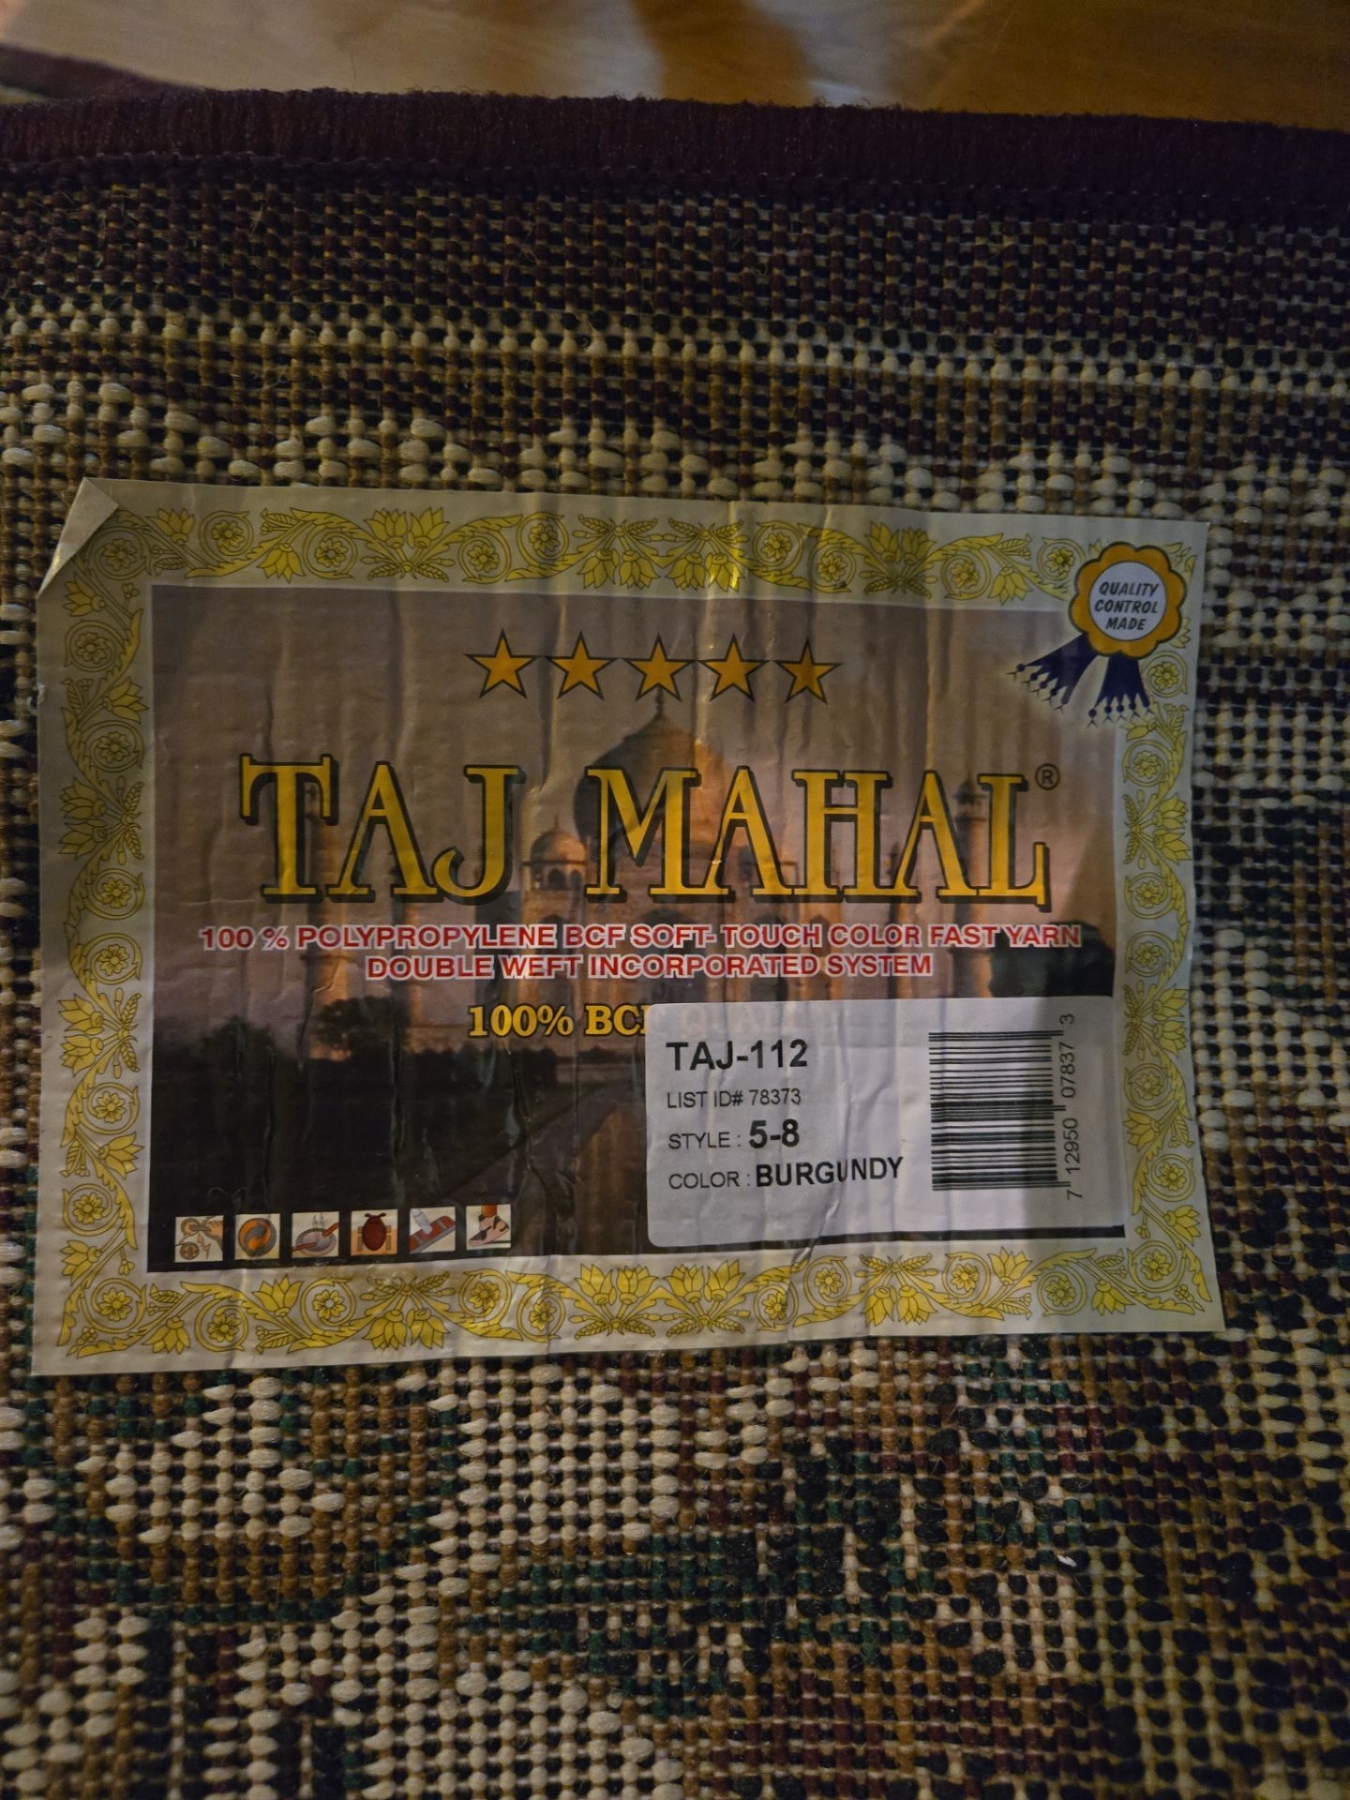 QUALITY
CONTROL
MADE
TAJ MAHAL®
100 % POLYPROPYLENE BCF SOFT-TOUCH COLOR FAST YARN
DOUBLE WEFT INCORPORATED SYSTEM
100%
TAJ-112
LIST ID# 78373
STYLE : 5-8
COLOR : BURGUNDY
7 12950 07837 3